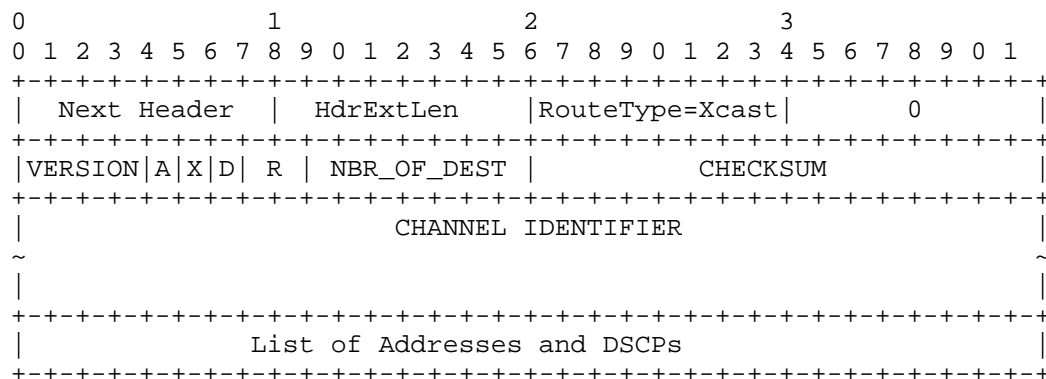 0                   1                   2                   3
0 1 2 3 4 5 6 7 8 9 0 1 2 3 4 5 6 7 8 9 0 1 2 3 4 5 6 7 8 9 0 1
+-+-+-+-+-+-+-+-+-+-+-+-+-+-+-+-+-+-+-+-+-+-+-+-+-+-+-+-+-+-+-+-+
|  Next Header  |  HdrExtLen    |RouteType=Xcast|       0       |
+-+-+-+-+-+-+-+-+-+-+-+-+-+-+-+-+-+-+-+-+-+-+-+-+-+-+-+-+-+-+-+-+
|VERSION|A|X|D| R | NBR_OF_DEST |          CHECKSUM             |
+-+-+-+-+-+-+-+-+-+-+-+-+-+-+-+-+-+-+-+-+-+-+-+-+-+-+-+-+-+-+-+-+
|                       CHANNEL IDENTIFIER                      |
~                                                               ~
|                                                               |
+-+-+-+-+-+-+-+-+-+-+-+-+-+-+-+-+-+-+-+-+-+-+-+-+-+-+-+-+-+-+-+-+
|              List of Addresses and DSCPs                      |
+-+-+-+-+-+-+-+-+-+-+-+-+-+-+-+-+-+-+-+-+-+-+-+-+-+-+-+-+-+-+-+-+